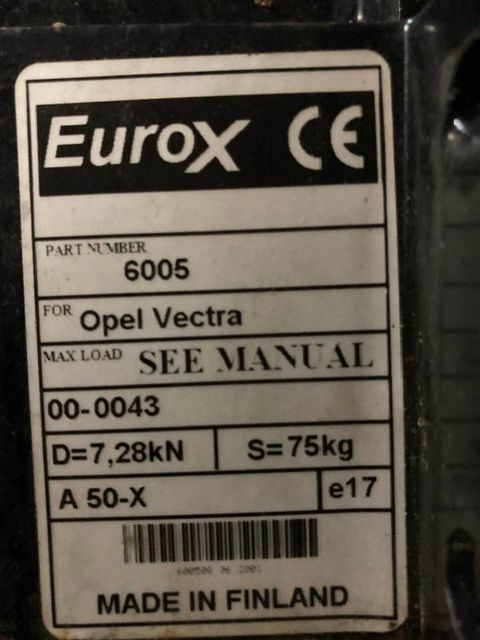 EuroX CE
PART NUMBER
6005
FOR Opel Vectra
MAX LOAD SEE MANUAL
00-0043
D=7,28kN S=75kg
A 50-X e17
MADE IN FINLAND